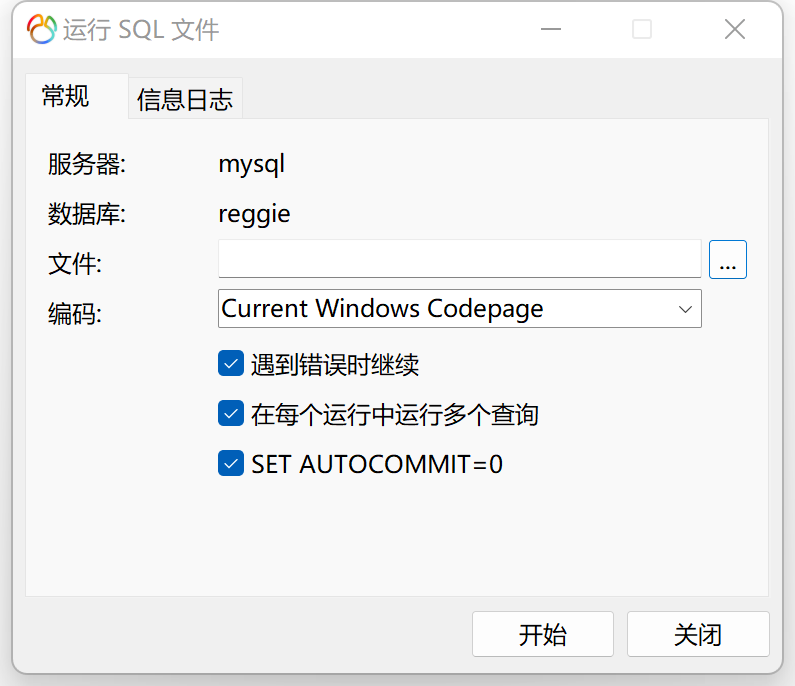 运行 SQL 文件
常规
信息日志
服务器: mysql
数据库: reggie
文件: ...
编码: Current Windows Codepage
遇到错误时继续
在每个运行中运行多个查询
SET AUTOCOMMIT=0
开始 关闭